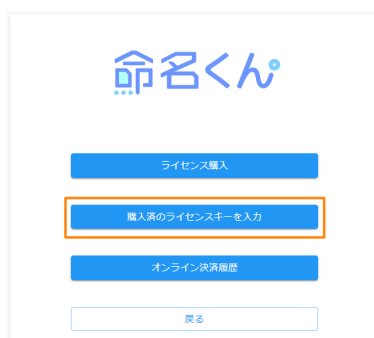 命名くん
ライセンス購入
購入済のライセンスキーを入力
オンライン決済履歴
戻る